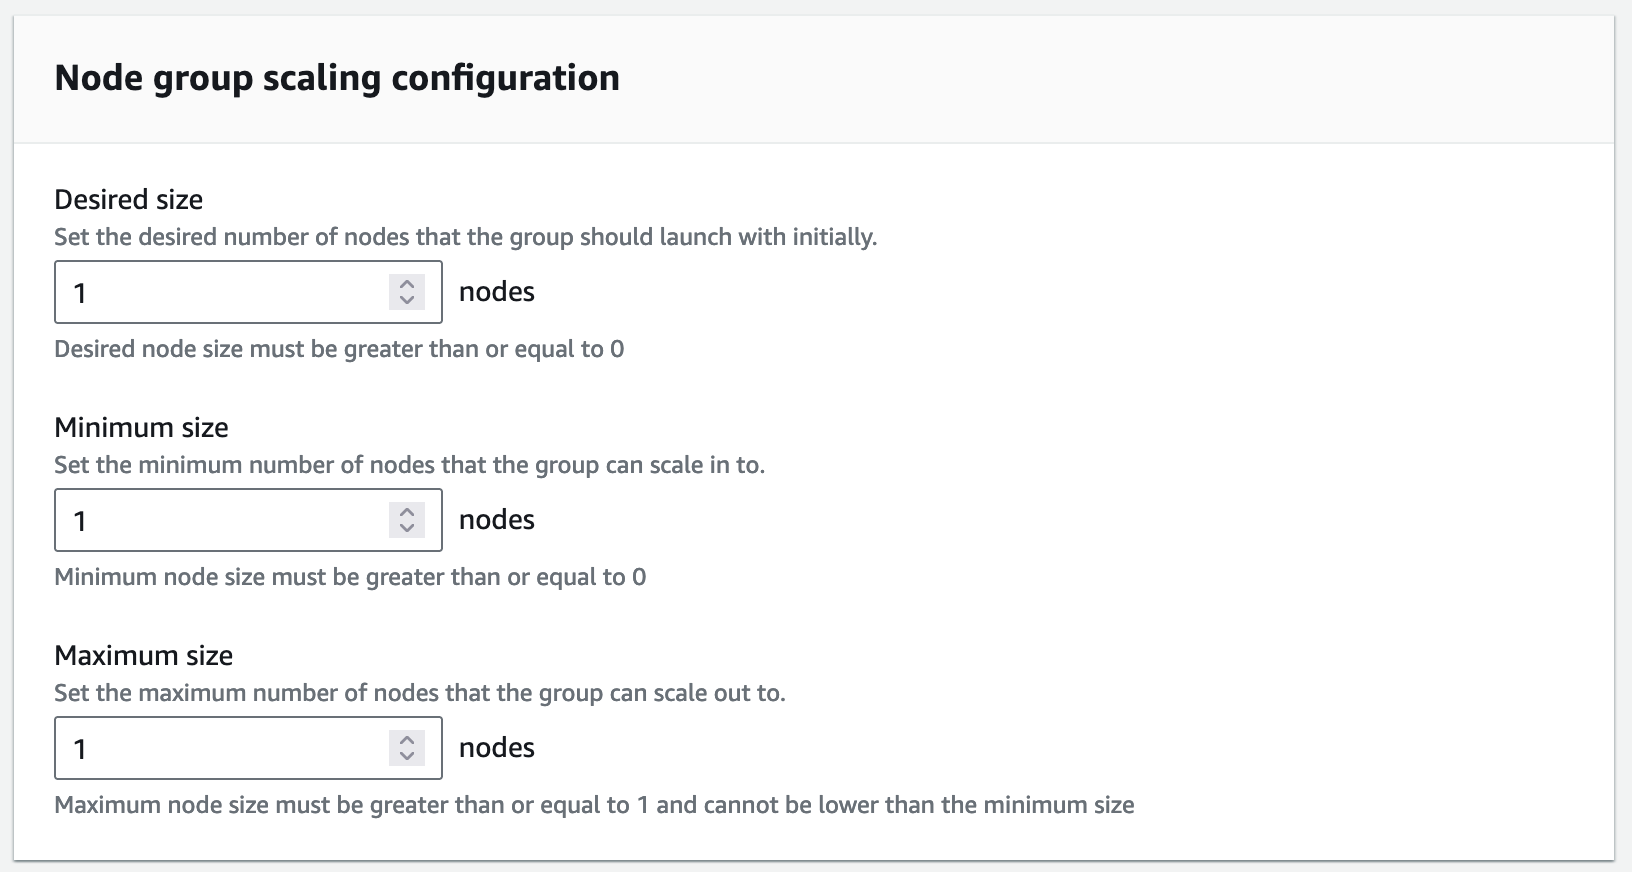 Node group scaling configuration
Desired size
Set the desired number of nodes that the group should launch with initially.
1 nodes
Desired node size must be greater than or equal to 0
Minimum size
Set the minimum number of nodes that the group can scale in to.
1 nodes
Minimum node size must be greater than or equal to 0
Maximum size
Set the maximum number of nodes that the group can scale out to.
1 nodes
Maximum node size must be greater than or equal to 1 and cannot be lower than the minimum size